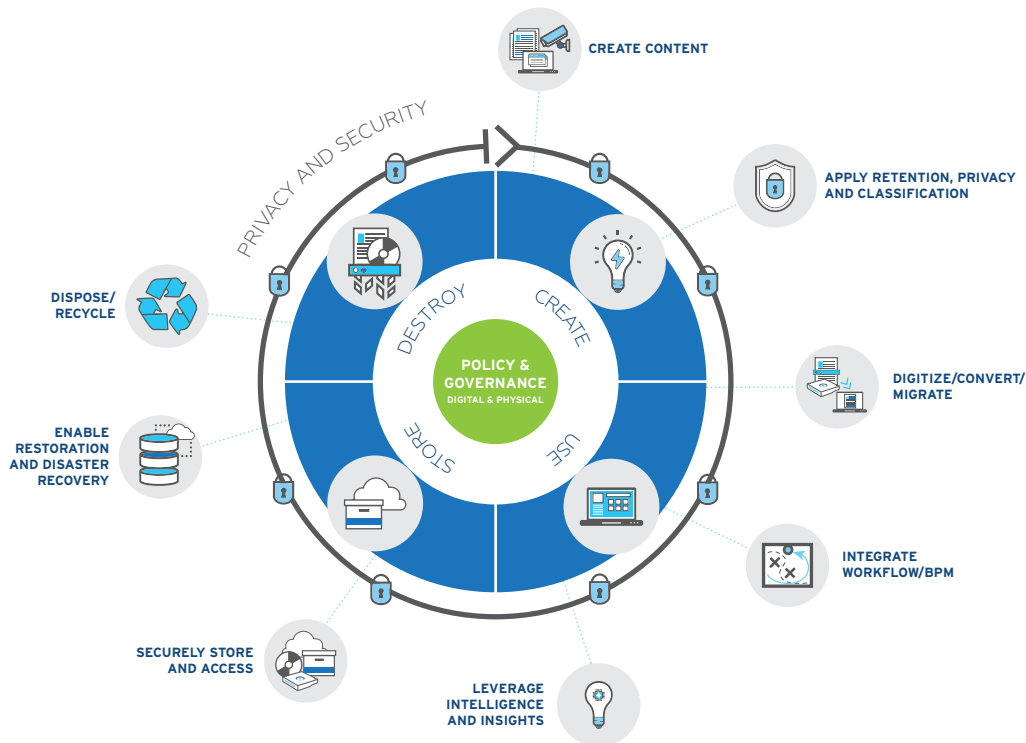 CREATE CONTENT
PRIVACY AND SECURITY
APPLY RETENTION, PRIVACY
AND CLASSIFICATION
DISPOSE/
RECYCLE
DESTROY
CREATE
POLICY &
GOVERNANCE
DIGITAL & PHYSICAL
DIGITIZE/CONVERT/
MIGRATE
ENABLE
RESTORATION
AND DISASTER
RECOVERY
STORE
USE
INTEGRATE
WORKFLOW/BPM
SECURELY STORE
AND ACCESS
LEVERAGE
INTELLIGENCE
AND INSIGHTS